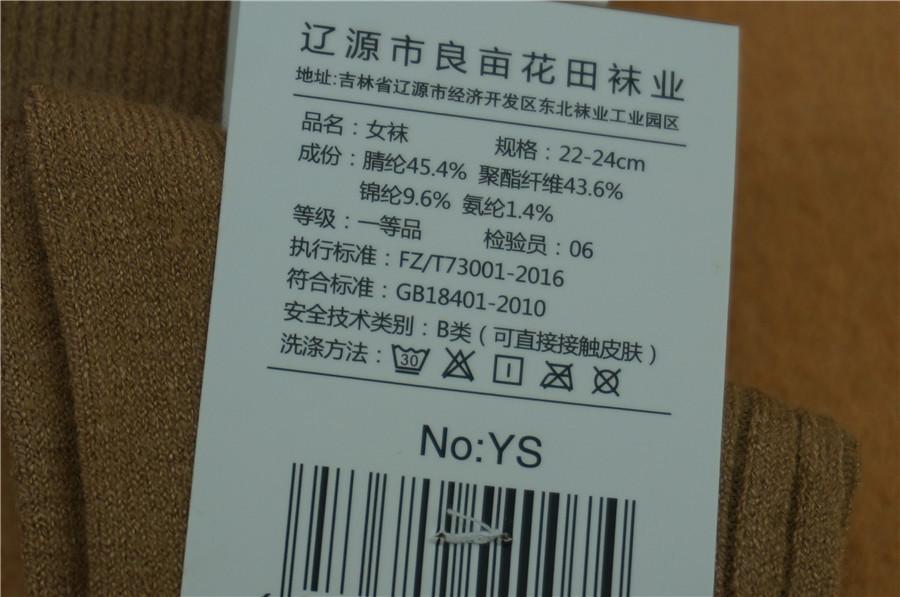 辽源市良亩花田袜业
地址:吉林省辽源市经济开发区东北袜业工业园区
品名：女袜 规格：22-24cm
成份：腈纶45.4% 聚酯纤维43.6%
锦纶9.6% 氨纶1.4%
等级：一等品 检验员：06
执行标准：FZ/T73001-2016
符合标准：GB18401-2010
安全技术类别：B类（可直接接触皮肤）
洗涤方法： 30
No:YS